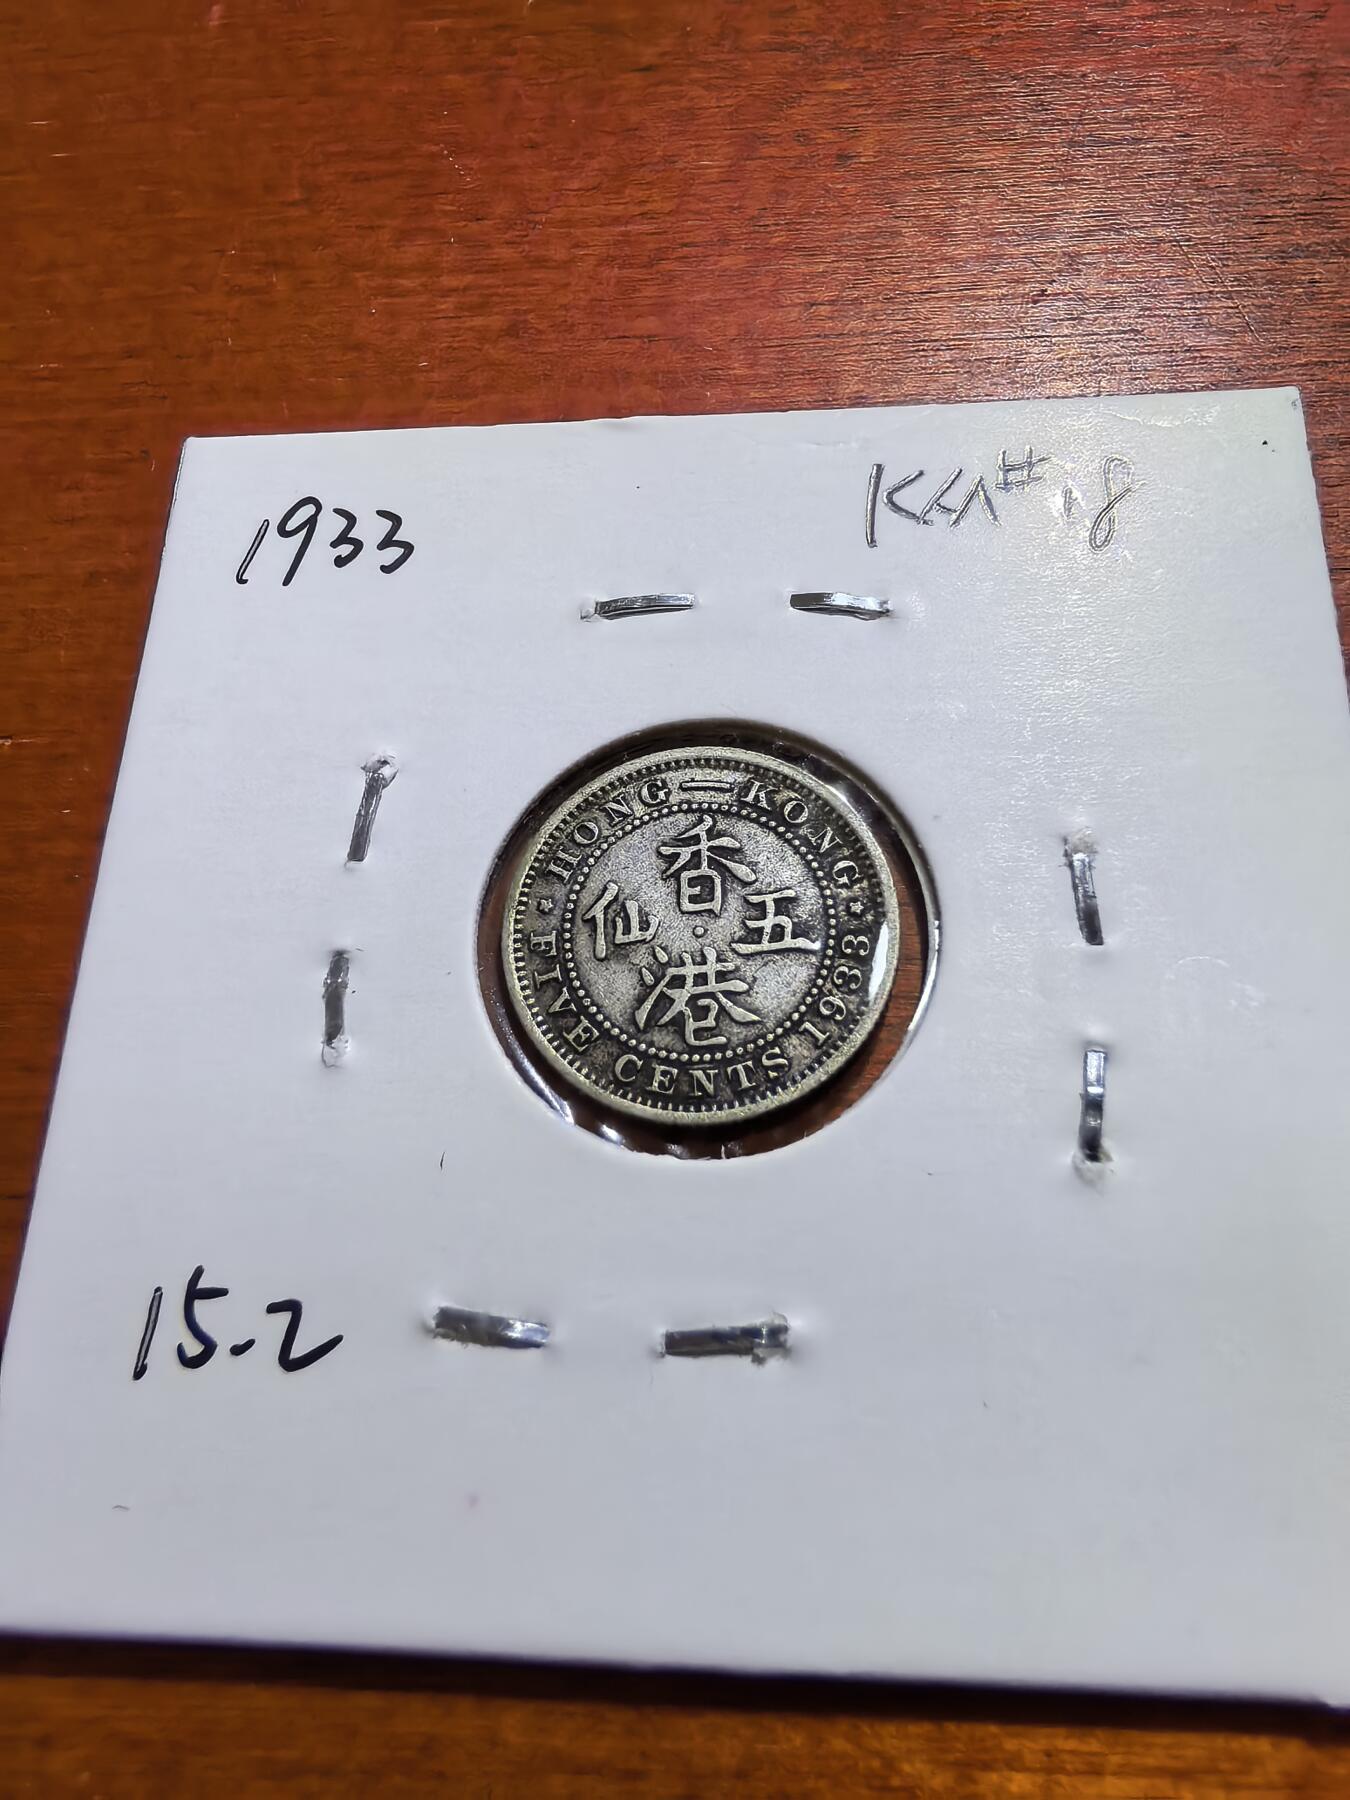 1933
KM# 18
HONG — KONG
香
仙 五
港
FIVE CENTS 1933
15.2